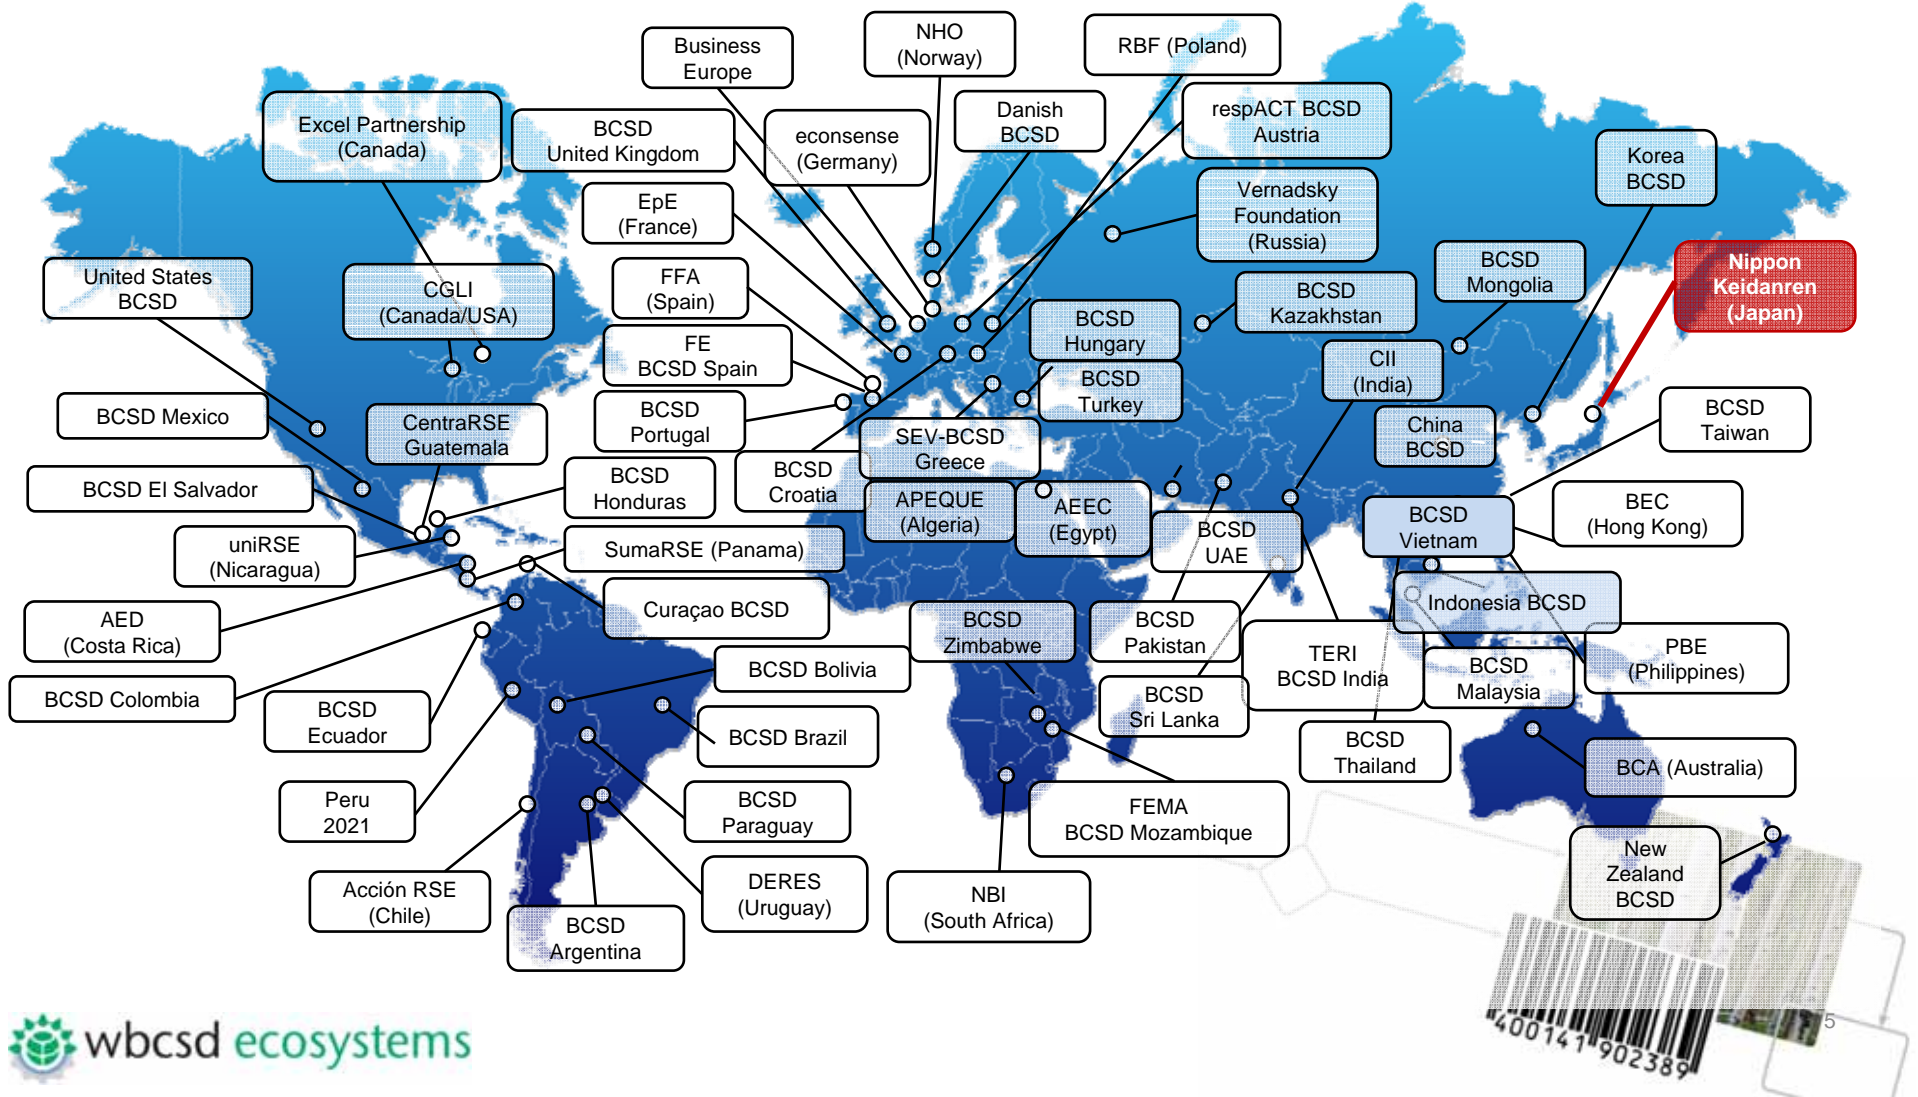 Business
Europe
NHO
(Norway)
RBF (Poland)
Excel Partnership
(Canada)
BCSD
United Kingdom
econsense
(Germany)
Danish
BCSD
respACT BCSD
Austria
Korea
BCSD
EpE
(France)
Vernadsky
Foundation
(Russia)
United States
BCSD
CGLI
(Canada/USA)
FFA
(Spain)
BCSD
Mongolia
Nippon
Keidanren
(Japan)
BCSD
Kazakhstan
BCSD
Hungary
FE
BCSD Spain
CII
(India)
BCSD
Turkey
BCSD Mexico
CentraRSE
Guatemala
BCSD
Portugal
SEV-BCSD
Greece
China
BCSD
BCSD
Taiwan
BCSD El Salvador
BCSD
Honduras
BCSD
Croatia
APEQUE
(Algeria)
AEEC
(Egypt)
BCSD
UAE
BCSD
Vietnam
BEC
(Hong Kong)
uniRSE
(Nicaragua)
SumaRSE (Panama)
AED
(Costa Rica)
Curaçao BCSD
BCSD
Zimbabwe
BCSD
Pakistan
TERI
BCSD India
Indonesia BCSD
BCSD
Malaysia
PBE
(Philippines)
BCSD Colombia
BCSD
Ecuador
BCSD Bolivia
BCSD
Sri Lanka
BCSD Brazil
BCSD
Thailand
BCA (Australia)
Peru
2021
BCSD
Paraguay
FEMA
BCSD Mozambique
Acción RSE
(Chile)
BCSD
Argentina
DERES
(Uruguay)
NBI
(South Africa)
New
Zealand
BCSD
wbcsd ecosystems
400141 902389
5